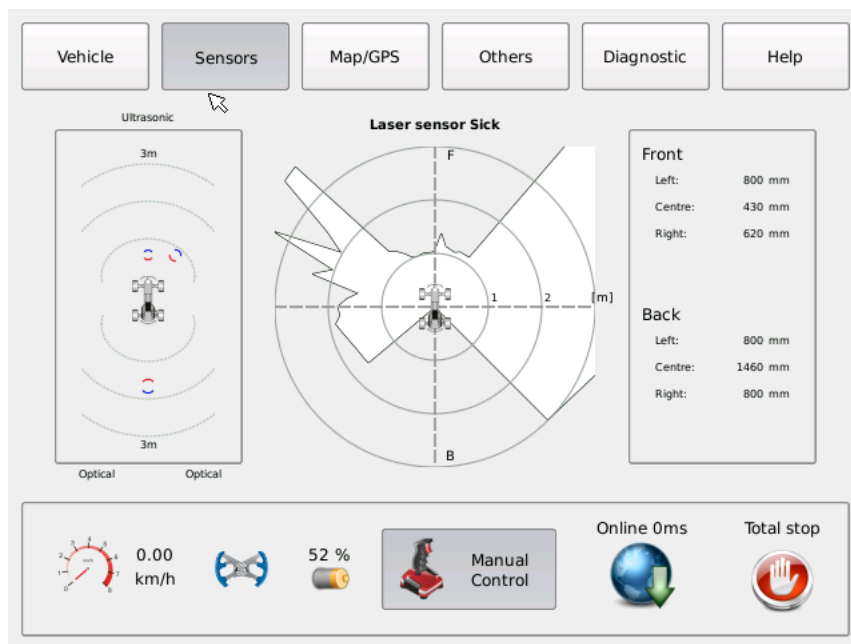 Vehicle
Sensors
Map/GPS
Others
Diagnostic
Help
Ultrasonic
3m
3m
Optical
Optical
Laser sensor Sick
F
1
2
[m]
B
Front
Left: 800 mm
Centre: 430 mm
Right: 620 mm
Back
Left: 800 mm
Centre: 1460 mm
Right: 800 mm
0.00
km/h
52 %
Manual
Control
Online 0ms
Total stop